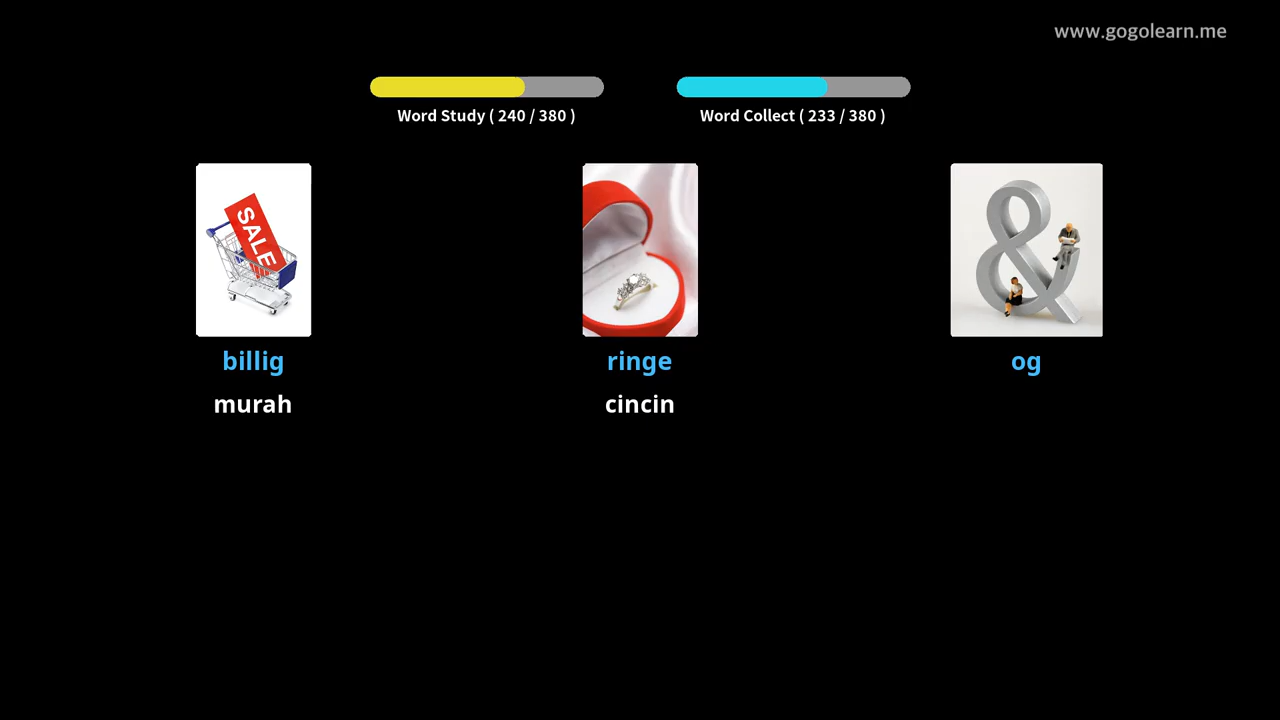 www.gogolearn.me
Word Study ( 240 / 380 )
Word Collect ( 233 / 380 )
SALE
&
billig
ringe
og
murah
cincin